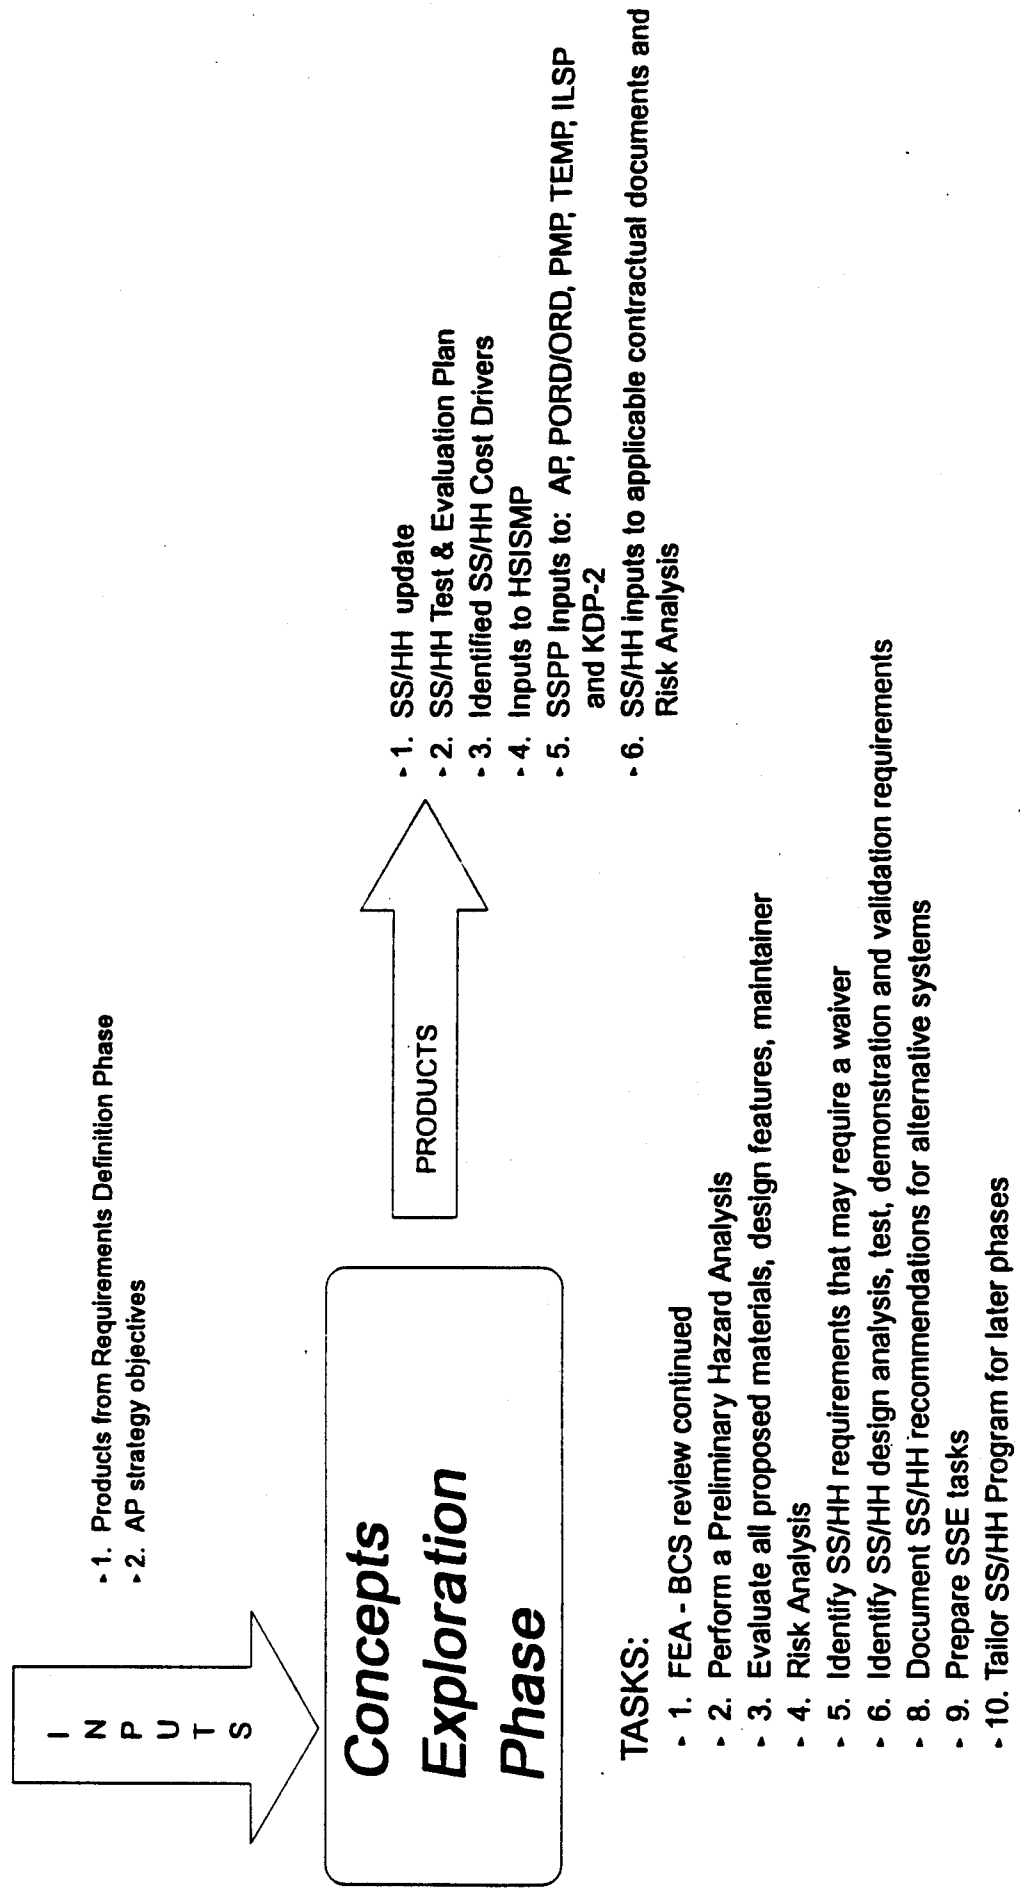 INPUTS
1. Products from Requirements Definition Phase
2. AP strategy objectives
Concepts
Exploration
Phase
PRODUCTS
1. SS/HH update
2. SS/HH Test & Evaluation Plan
3. Identified SS/HH Cost Drivers
4. Inputs to HSISMP
5. SSPP Inputs to: AP, PORD/ORD, PMP, TEMP, ILSP
and KDP-2
6. SS/HH inputs to applicable contractual documents and
Risk Analysis
TASKS:
1. FEA - BCS review continued
2. Perform a Preliminary Hazard Analysis
3. Evaluate all proposed materials, design features, maintainer
4. Risk Analysis
5. Identify SS/HH requirements that may require a waiver
6. Identify SS/HH design analysis, test, demonstration and validation requirements
8. Document SS/HH recommendations for alternative systems
9. Prepare SSE tasks
10. Tailor SS/HH Program for later phases